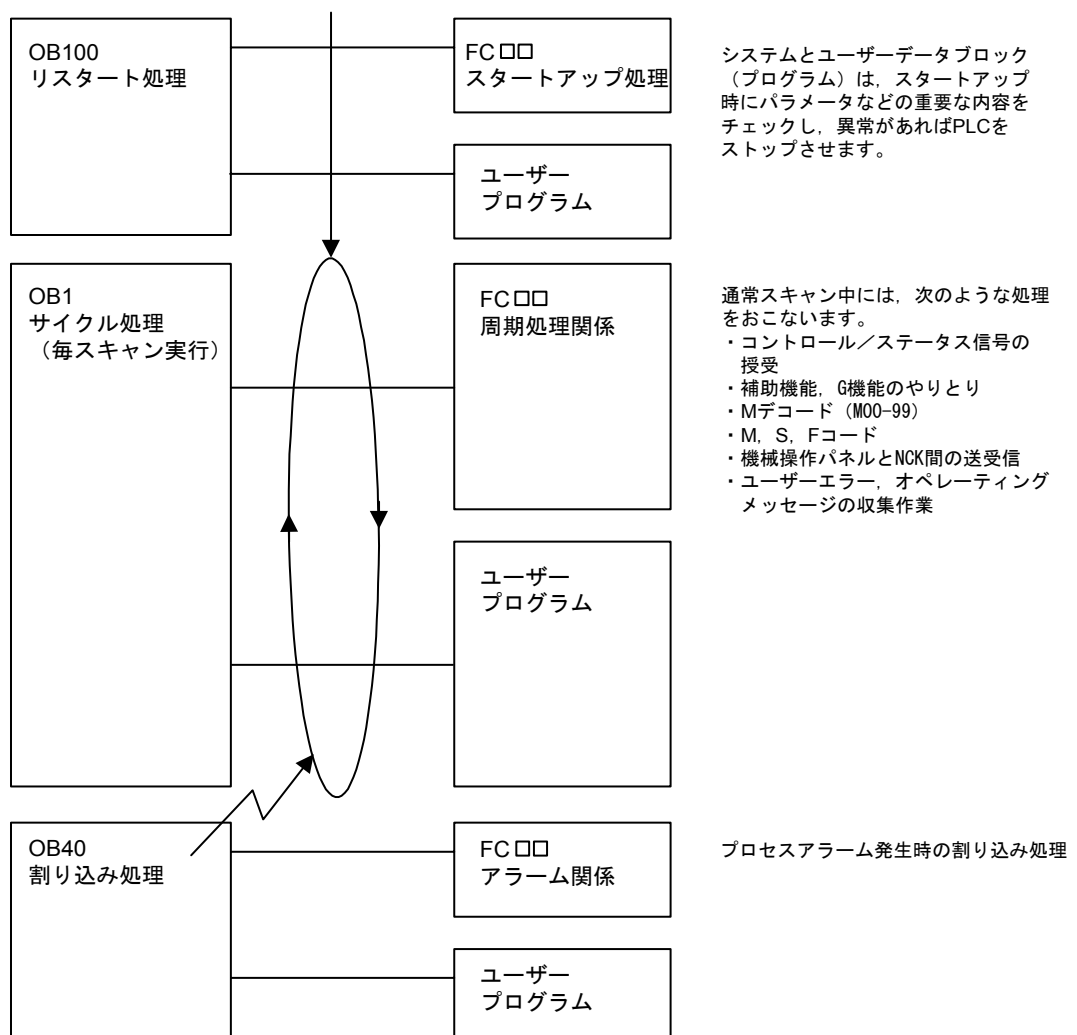 OB100
リスタート処理
FC□□
スタートアップ処理
システムとユーザーデータブロック
（プログラム）は，スタートアップ
時にパラメータなどの重要な内容を
チェックし，異常があればPLCを
ストップさせます。
ユーザー
プログラム
OB1
サイクル処理
（毎スキャン実行）
FC□□
周期処理関係
通常スキャン中には，次のような処理
をおこないます。
・コントロール／ステータス信号の
授受
・補助機能，G機能のやりとり
・Mデコード（M00-99）
・M，S，Fコード
・機械操作パネルとNCK間の送受信
・ユーザーエラー，オペレーティング
メッセージの収集作業
ユーザー
プログラム
OB40
割り込み処理
FC□□
アラーム関係
プロセスアラーム発生時の割り込み処理
ユーザー
プログラム